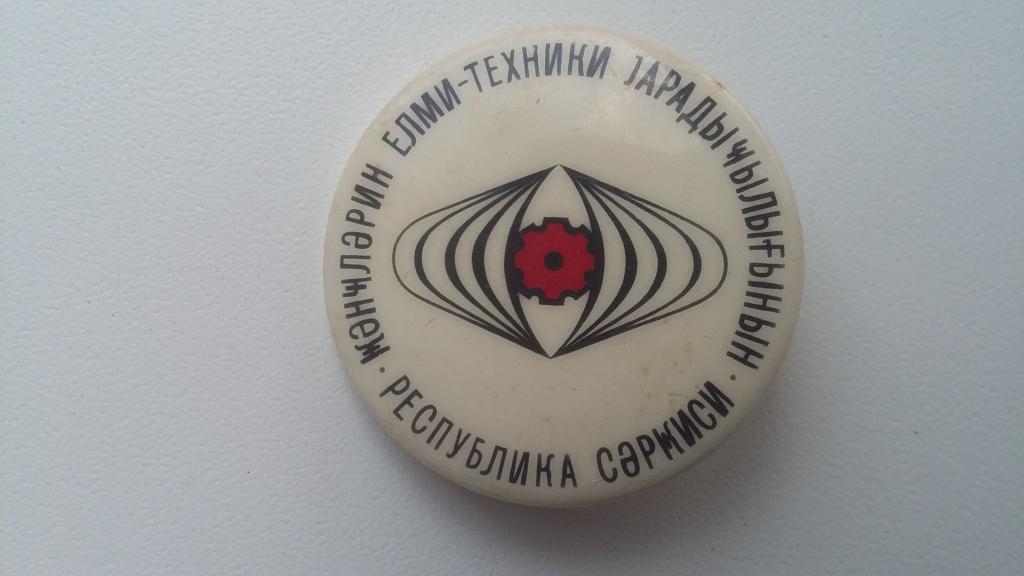 ҜӘНҸЛӘРИН ЕЛМИ-ТЕХНИКИ ЈАРАДЫҸЫЛЫҒЫНЫН ·
РЕСПУБЛИКА СӘРҜИСИ ·